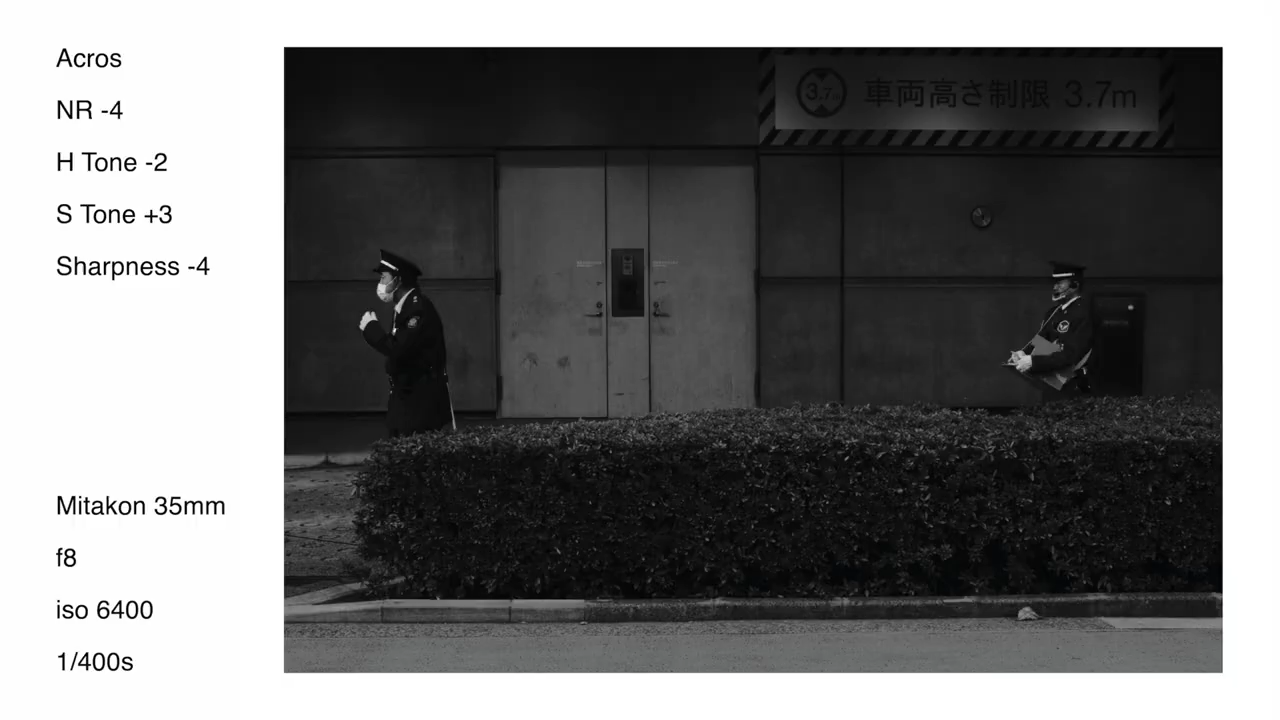 Acros
NR -4
H Tone -2
S Tone +3
Sharpness -4
Mitakon 35mm
f8
iso 6400
1/400s
3.7m
車両高さ制限 3.7m